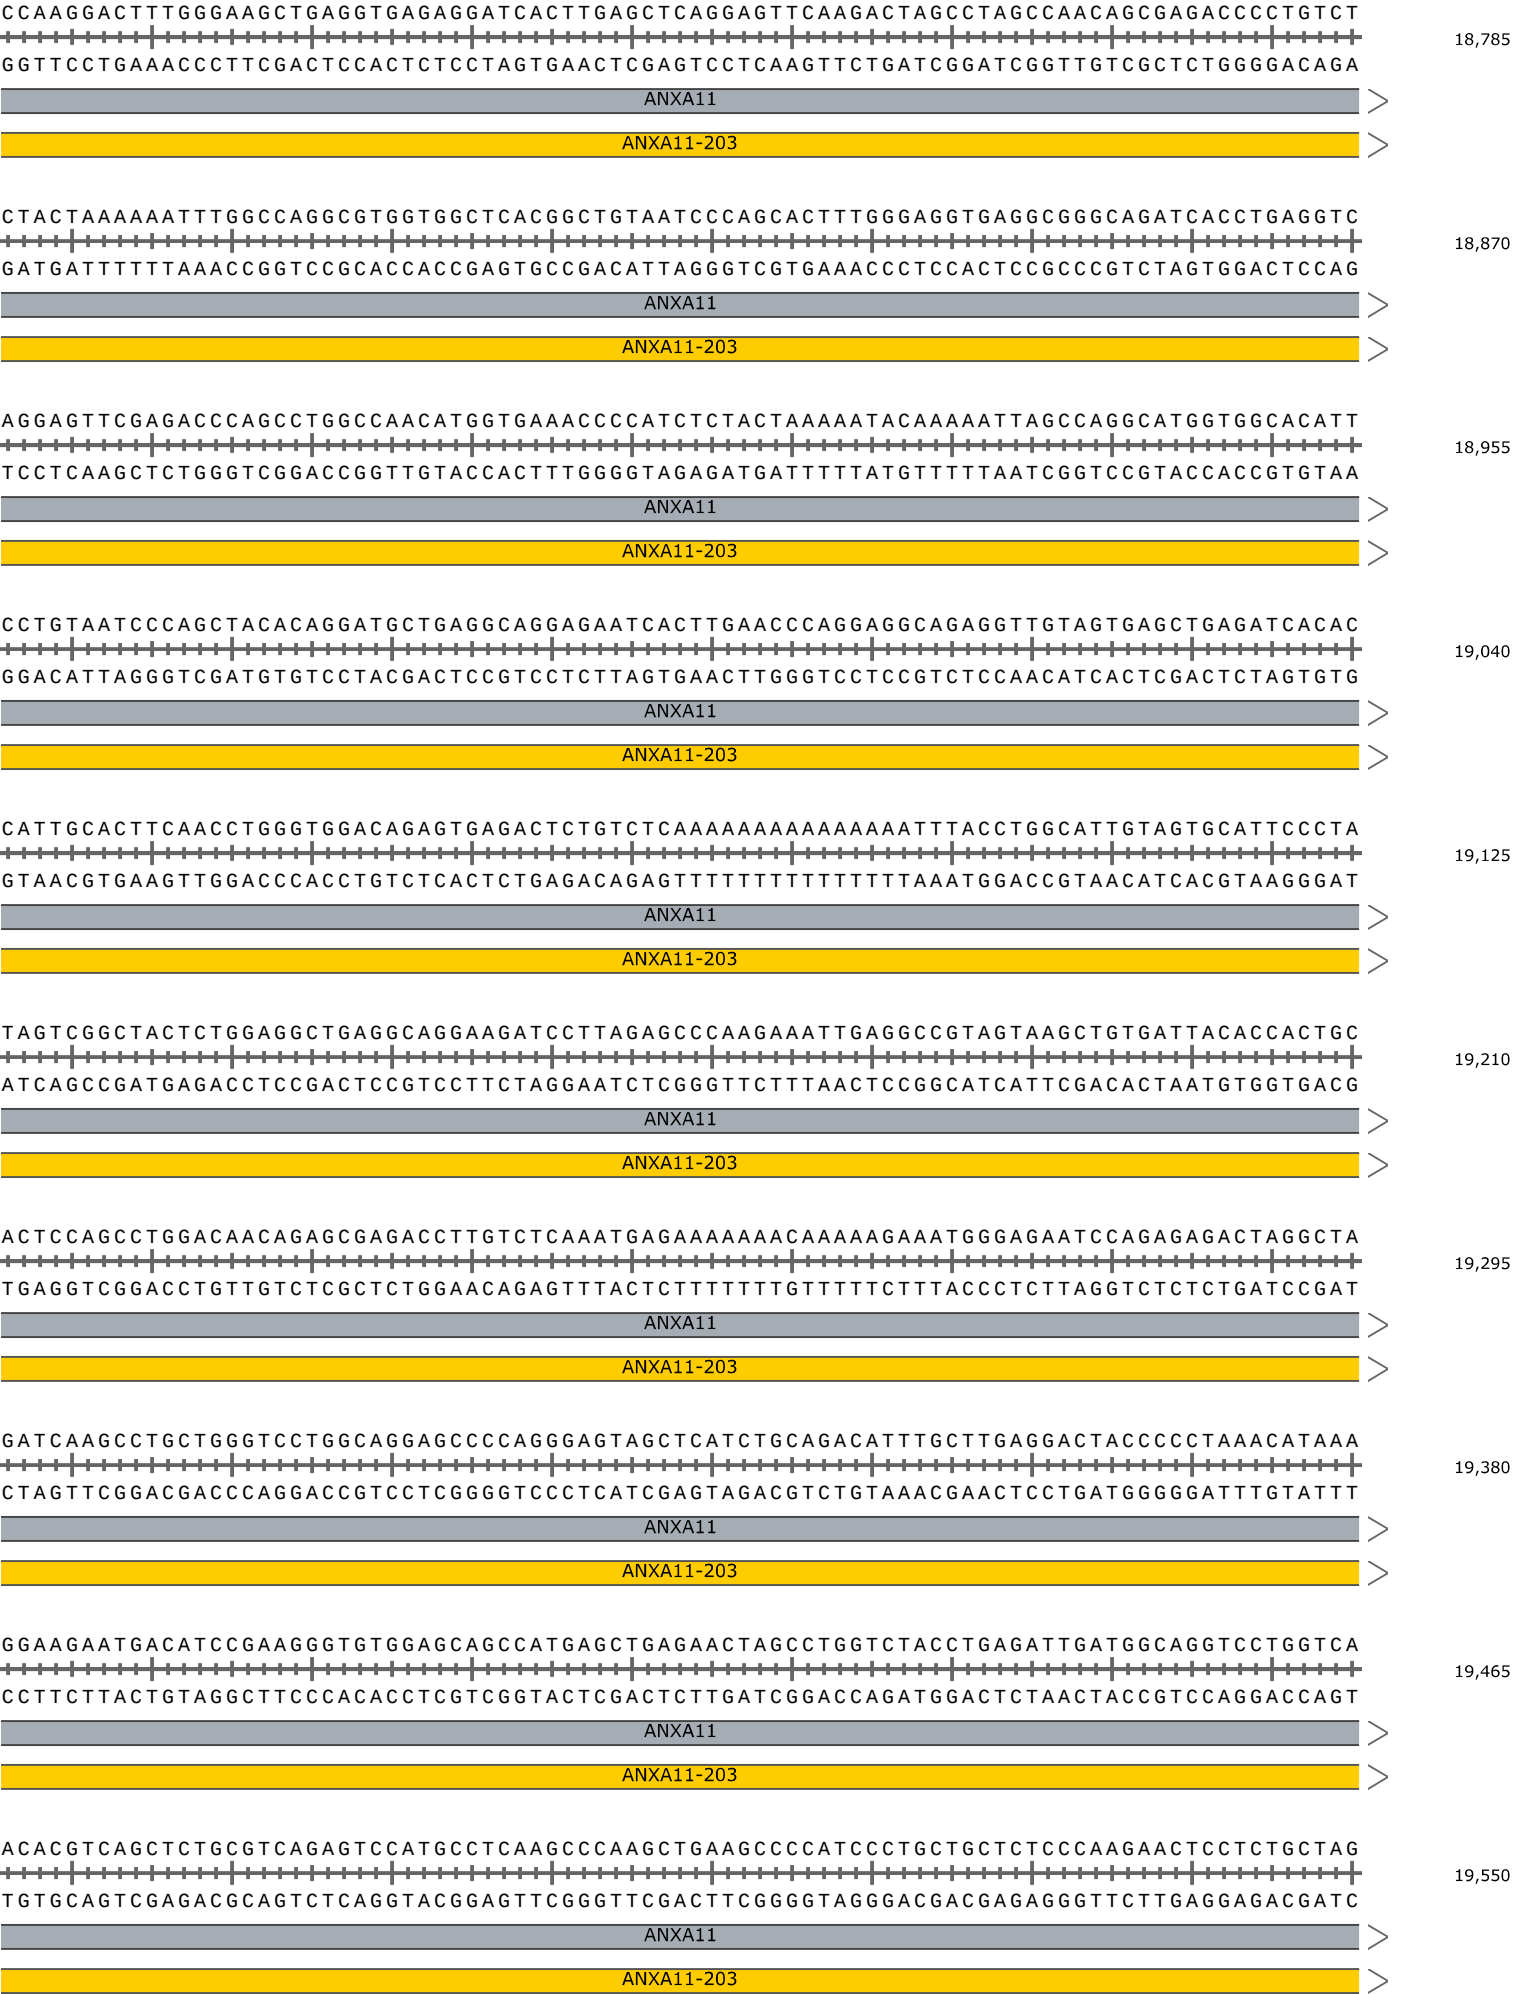 CCAAGGACTTTGGGAAGCTGAGGTGAGAGGATCACTTGAGCTCAGGAGTTCAAGACTAGCCTAGCCAACAGCGAGACCCCTGTCT
18,785
GGTTCCTGAAACCCTTCGACTCCACTCTCCTAGTGAACTCGAGTCCTCAAGTTCTGATCGGATCGGTTGTCGCTCTGGGGACAGA
ANXA11
ANXA11-203
CTACTAAAAAATTTGGCCAGGCGTGGTGGCTCACGGCTGTAATCCCAGCACTTTGGGAGGTGAGGCGGGCAGATCACCTGAGGTC
18,870
GATGATTTTTTAAACCGGTCCGCACCACCGAGTGCCGACATTAGGGTCGTGAAACCCTCCACTCCGCCCGTCTAGTGGACTCCAG
ANXA11
ANXA11-203
AGGAGTTCGAGACCCAGCCTGGCCAACATGGTGAAACCCCATCTCTACTAAAAATACAAAAATTAGCCAGGCATGGTGGCACATT
18,955
TCCTCAAGCTCTGGGTCGGACCGGTTGTACCACTTTGGGGTAGAGATGATTTTTATGTTTTTAATCGGTCCGTACCACCGTGTAA
ANXA11
ANXA11-203
CCTGTAATCCCAGCTACACAGGATGCTGAGGCAGGAGAATCACTTGAACCCAGGAGGCAGAGGTTGTAGTGAGCTGAGATCACAC
19,040
GGACATTAGGGTCGATGTGTCCTACGACTCCGTCCTCTTAGTGAACTTGGGTCCTCCGTCTCCAACATCACTCGACTCTAGTGTG
ANXA11
ANXA11-203
CATTGCACTTCAACCTGGGTGGACAGAGTGAGACTCTGTCTCAAAAAAAAAAAAAAATTTACCTGGCATTGTAGTGCATTCCCTA
19,125
GTAACGTGAAGTTGGACCCACCTGTCTCACTCTGAGACAGAGTTTTTTTTTTTTTTTAAATGGACCGTAACATCACGTAAGGGAT
ANXA11
ANXA11-203
TAGTCGGCTACTCTGGAGGCTGAGGCAGGAAGATCCTTAGAGCCCAAGAAATTGAGGCCGTAGTAAGCTGTGATTACACCACTGC
19,210
ATCAGCCGATGAGACCTCCGACTCCGTCCTTCTAGGAATCTCGGGTTCTTTAACTCCGGCATCATTCGACACTAATGTGGTGACG
ANXA11
ANXA11-203
ACTCCAGCCTGGACAACAGAGCGAGACCTTGTCTCAAATGAGAAAAAAACAAAAAGAAATGGGAGAATCCAGAGAGACTAGGCTA
19,295
TGAGGTCGGACCTGTTGTCTCGCTCTGGAACAGAGTTTACTCTTTTTTTGTTTTTCTTTACCCTCTTAGGTCTCTCTGATCCGAT
ANXA11
ANXA11-203
GATCAAGCCTGCTGGGTCCTGGCAGGAGCCCCAGGGAGTAGCTCATCTGCAGACATTTGCTTGAGGACTACCCCCTAAACATAAA
19,380
CTAGTTCGGACGACCCAGGACCGTCCTCGGGGTCCCTCATCGAGTAGACGTCTGTAAACGAACTCCTGATGGGGGATTTGTATTT
ANXA11
ANXA11-203
GGAAGAATGACATCCGAAGGGTGTGGAGCAGCCATGAGCTGAGAACTAGCCTGGTCTACCTGAGATTGATGGCAGGTCCTGGTCA
19,465
CCTTCTTACTGTAGGCTTCCCACACCTCGTCGGTACTCGACTCTTGATCGGACCAGATGGACTCTAACTACCGTCCAGGACCAGT
ANXA11
ANXA11-203
ACACGTCAGCTCTGCGTCAGAGTCCATGCCTCAAGCCCAAGCTGAAGCCCCATCCCTGCTGCTCTCCCAAGAACTCCTCTGCTAG
19,550
TGTGCAGTCGAGACGCAGTCTCAGGTACGGAGTTCGGGTTCGACTTCGGGGTAGGGACGACGAGAGGGTTCTTGAGGAGACGATC
ANXA11
ANXA11-203